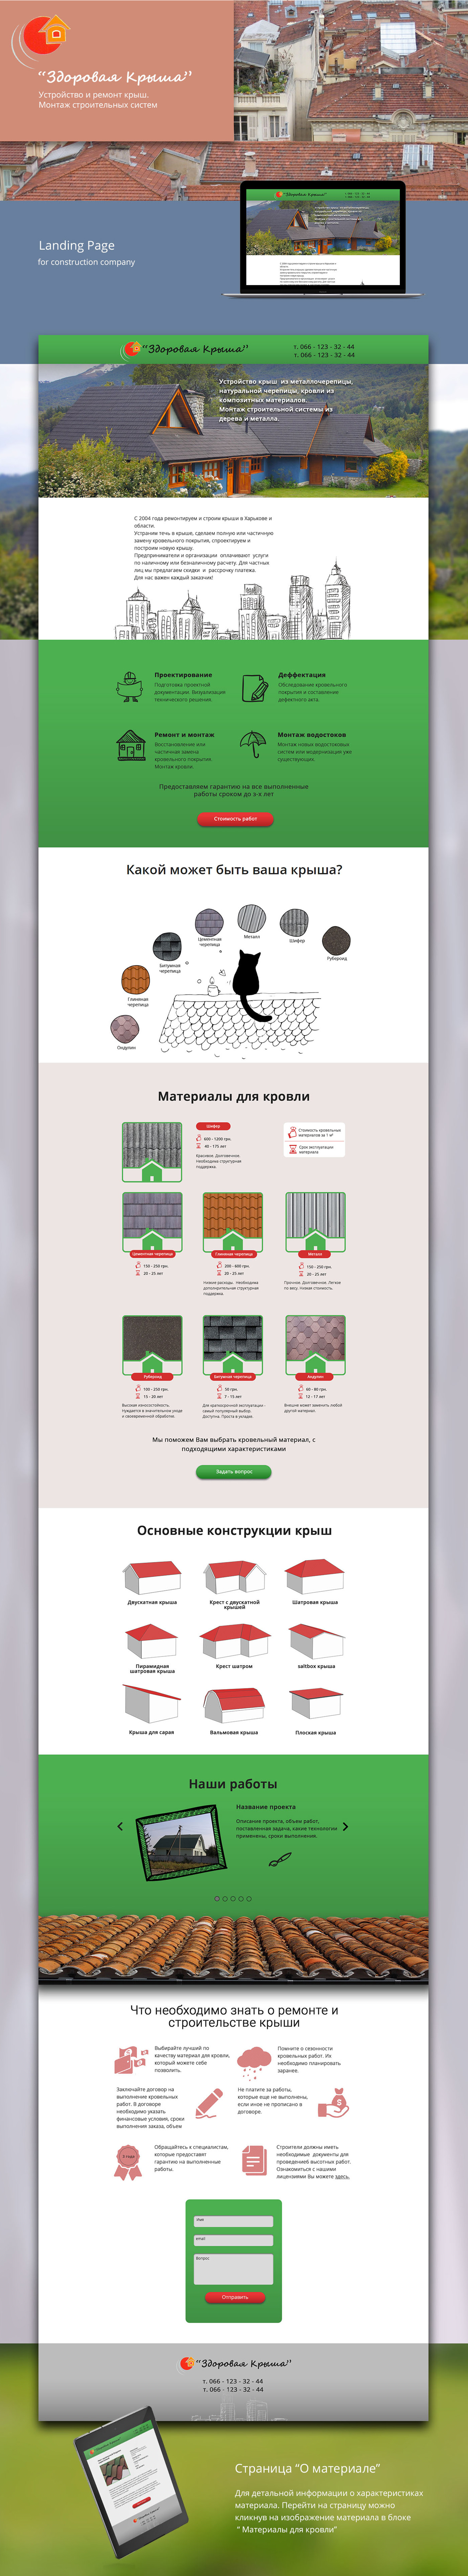 “Здоровая Крыша”
Устройство и ремонт крыш.
Монтаж строительных систем
Landing Page
for construction company
“Здоровая Крыша”
т. 066 - 123 - 32 - 44
т. 066 - 123 - 32 - 44
Устройство крыш из металлочерепицы,
натуральной черепицы, кровли из
композитных материалов.
Монтаж строительной системы из
дерева и металла.
С 2004 года ремонтируем и строим крыши в Харькове и
области.
Устраним течь в крыше, сделаем полную или частичную
замену кровельного покрытия, спроектируем и
построим новую крышу.
Предприниматели и организации оплачивают услуги
по наличному или безналичному расчету. Для частных
лиц мы предлагаем скидки и рассрочку платежа.
Для нас важен каждый заказчик!
Проектирование
Подготовка проектной
документации. Визуализация
технического решения.
Деффектация
Обследование кровельного
покрытия и составление
дефектного акта.
Ремонт и монтаж
Восстановление или
частичная замена
кровельного покрытия.
Монтаж кровли.
Монтаж водостоков
Монтаж новых водостоковых
систем или модернизация уже
существующих.
Предоставляем гарантию на все выполненные
работы сроком до 3-х лет
Стоимость работ
Какой может быть ваша крыша?
Металл
Цементная
черепица
Шифер
Битумная
черепица
Рубероид
Глиняная
черепица
Ондулин
Материалы для кровли
Шифер
600 - 1200 грн.
40 - 175 лет
Красивое. Долговечное.
Необходима структурная
поддержка.
Стоимость кровельных
материалов за 1 м²
Срок эксплуатации
материала
Цементная черепица
150 - 250 грн.
20 - 25 лет
Глиняная черепица
200 - 600 грн.
20 - 25 лет
Низкие расходы. Необходима
дополнительная структурная
поддержка.
Металл
150 - 250 грн.
20 - 25 лет
Прочное. Долговечное. Легкое
по весу. Низкая стоимость.
Рубероид
100 - 250 грн.
15 - 20 лет
Высокая износостойкость.
Нуждается в значительном уходе
и своевременной обработке.
Битумная черепица
50 грн.
7 - 15 лет
Для краткосрочной эксплуатации -
самый популярный выбор.
Доступна. Проста в укладке.
Андулин
60 - 80 грн.
12 - 17 лет
Внешне может заменить любой
другой материал.
Мы поможем Вам выбрать кровельный материал, с
подходящими характеристиками
Задать вопрос
Основные конструкции крыш
Двускатная крыша
Крест с двускатной
крышей
Шатровая крыша
Пирамидная
шатровая крыша
Крест шатром
saltbox крыша
Крыша для сарая
Вальмовая крыша
Плоская крыша
Наши работы
Название проекта
Описание проекта, объем работ,
поставленная задача, какие технологии
применены, сроки выполнения.
Что необходимо знать о ремонте и
строительстве крыши
Выбирайте лучший по
качеству материал для кровли,
который можете себе
позволить.
Помните о сезонности
кровельных работ. Их
необходимо планировать
заранее.
Заключайте договор на
выполнение кровельных
работ. В договоре
необходимо указать
финансовые условия, сроки
выполнения заказа, объем
Не платите за работы,
которые еще не выполнены,
если иное не прописано в
договоре.
3 года
Обращайтесь к специалистам,
которые предоставят
гарантию на выполненные
работы.
Строители должны иметь
необходимые документы для
проведенией высотных работ.
Ознакомиться с нашими
лицензиями Вы можете здесь.
Имя
email
Вопрос
Отправить
“Здоровая Крыша”
т. 066 - 123 - 32 - 44
т. 066 - 123 - 32 - 44
Страница “О материале”
Для детальной информации о характеристиках
материала. Перейти на страницу можно
кликнув на изображение материала в блоке
“ Материалы для кровли”